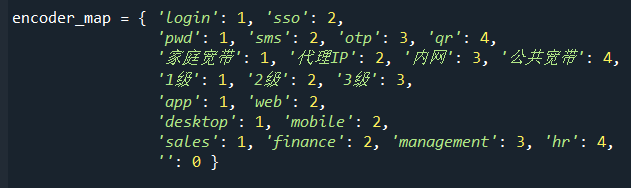 encoder_map = { 'login': 1, 'sso': 2,
'pwd': 1, 'sms': 2, 'otp': 3, 'qr': 4,
'家庭宽带': 1, '代理IP': 2, '内网': 3, '公共宽带': 4,
'1级': 1, '2级': 2, '3级': 3,
'app': 1, 'web': 2,
'desktop': 1, 'mobile': 2,
'sales': 1, 'finance': 2, 'management': 3, 'hr': 4,
'': 0 }